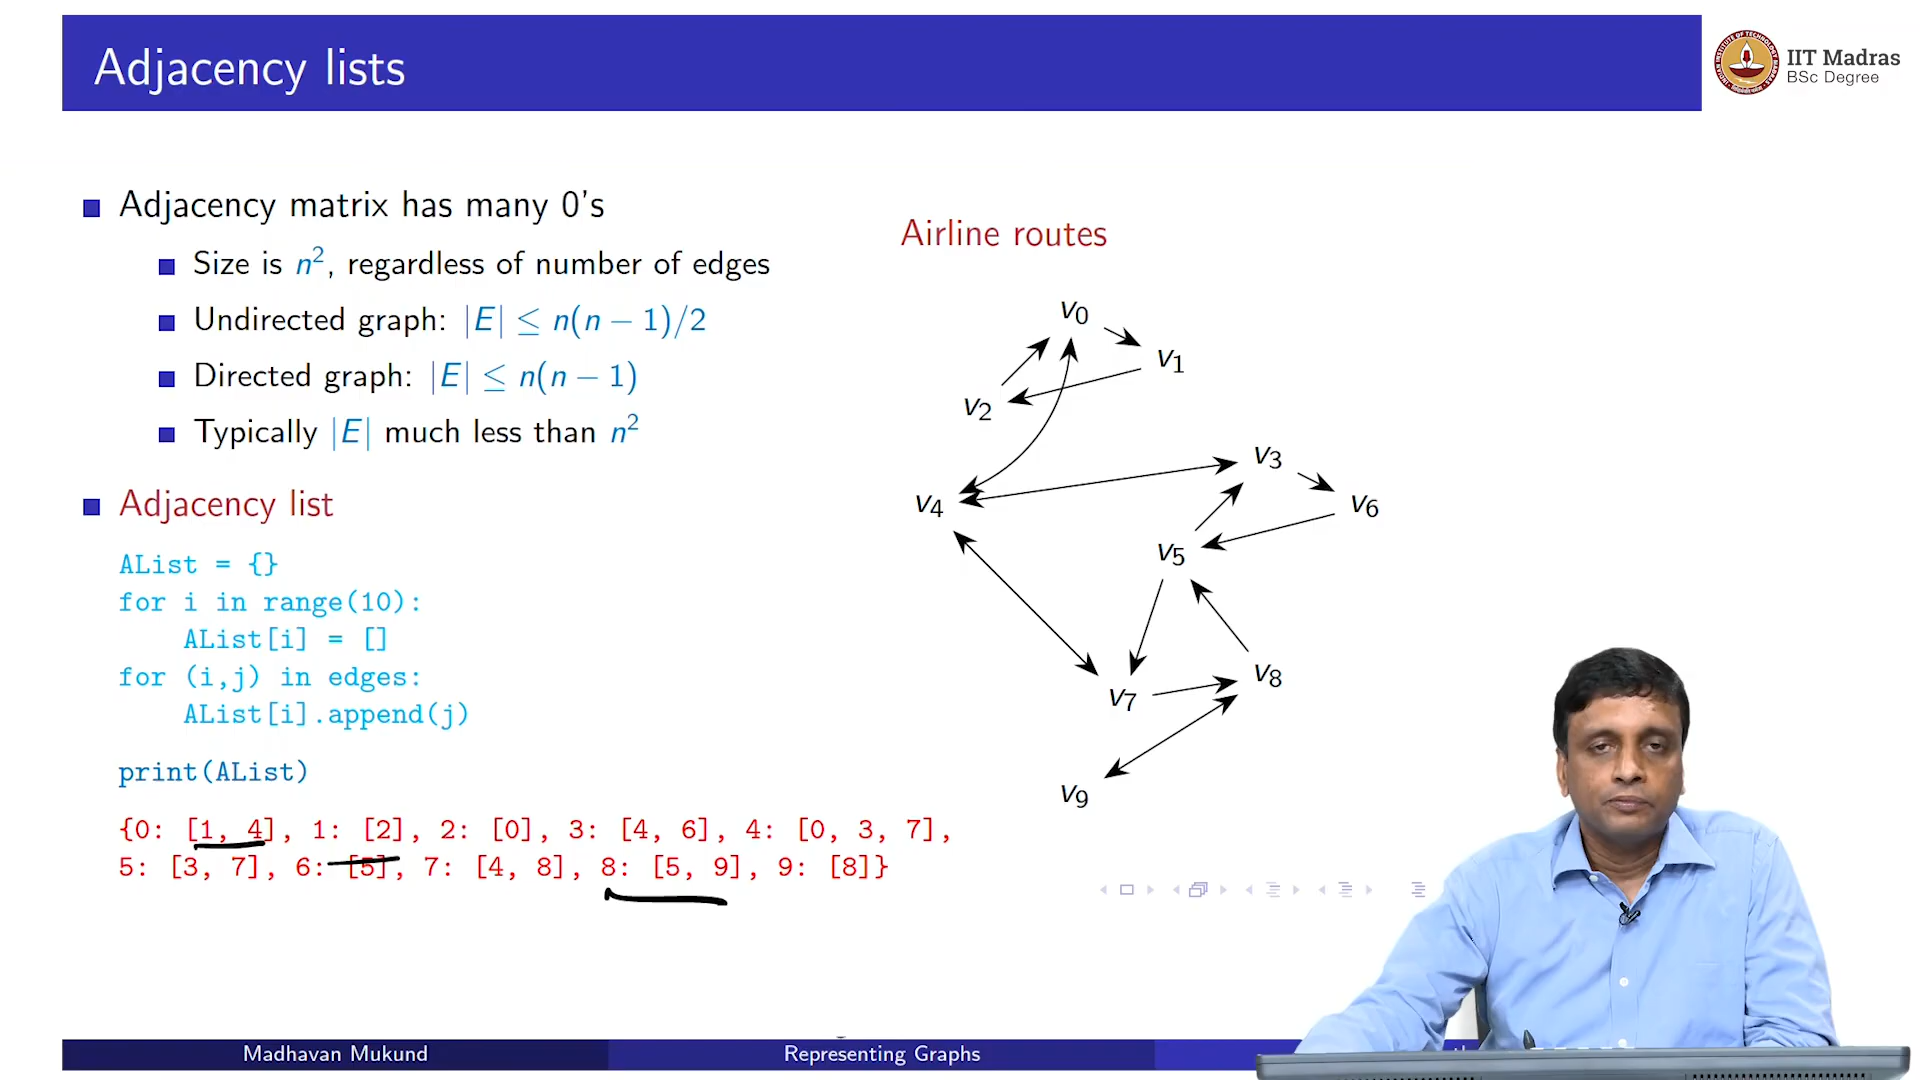 Adjacency lists
IIT Madras
BSc Degree
Adjacency matrix has many 0's
Size is n², regardless of number of edges
Undirected graph: |E| ≤ n(n − 1)/2
Directed graph: |E| ≤ n(n − 1)
Typically |E| much less than n²
Adjacency list
AList = {}
for i in range(10):
AList[i] = []
for (i,j) in edges:
AList[i].append(j)
print(AList)
{0: [1, 4], 1: [2], 2: [0], 3: [4, 6], 4: [0, 3, 7],
5: [3, 7], 6: [5], 7: [4, 8], 8: [5, 9], 9: [8]}
Airline routes
v0
v1
v2
v3
v4
v6
v5
v8
v7
v9
Madhavan Mukund
Representing Graphs